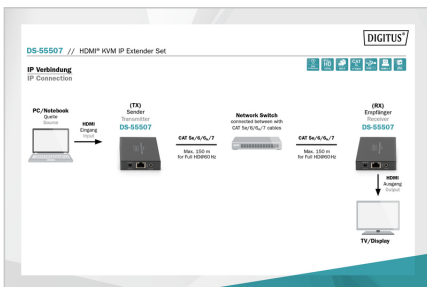 DIGITUS®
DS-55507 // HDMI® KVM IP Extender Set
IP Verbindung
IP Connection
PC/Notebook
Quelle
Source
HDMI
Eingang
Input
(TX)
Sender
Transmitter
DS-55507
CAT 5e/6/6A/7
Max. 150 m
for Full HD@60 Hz
Network Switch
connected between with
CAT 5e/6/6A/7 cables
CAT 5e/6/6A/7
Max. 150 m
for Full HD@60 Hz
(RX)
Empfänger
Receiver
DS-55507
HDMI
Ausgang
Output
TV/Display